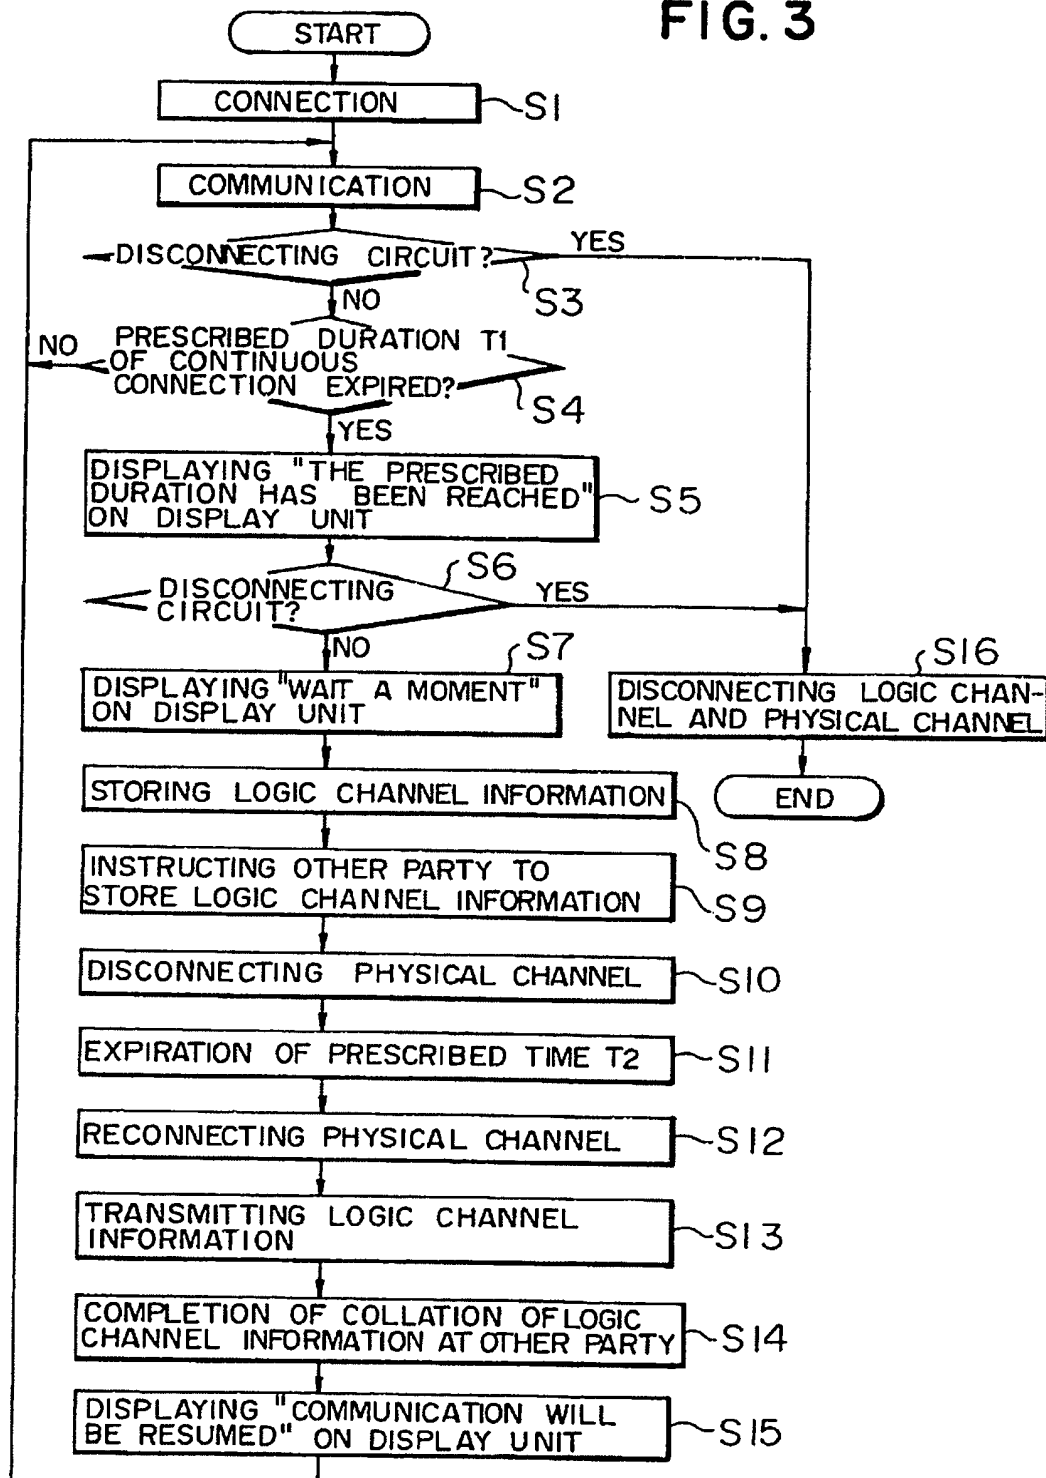 FIG. 3
START
CONNECTION
S1
COMMUNICATION
S2
DISCONNECTING CIRCUIT?
YES
S3
NO
PRESCRIBED DURATION T1
OF CONTINUOUS
CONNECTION EXPIRED?
NO
S4
YES
DISPLAYING "THE PRESCRIBED
DURATION HAS BEEN REACHED"
ON DISPLAY UNIT
S5
DISCONNECTING
CIRCUIT?
S6
YES
NO
S7
DISPLAYING "WAIT A MOMENT"
ON DISPLAY UNIT
S16
DISCONNECTING LOGIC CHAN-
NEL AND PHYSICAL CHANNEL
END
STORING LOGIC CHANNEL INFORMATION
S8
INSTRUCTING OTHER PARTY TO
STORE LOGIC CHANNEL INFORMATION
S9
DISCONNECTING PHYSICAL CHANNEL
S10
EXPIRATION OF PRESCRIBED TIME T2
S11
RECONNECTING PHYSICAL CHANNEL
S12
TRANSMITTING LOGIC CHANNEL
INFORMATION
S13
COMPLETION OF COLLATION OF LOGIC
CHANNEL INFORMATION AT OTHER PARTY
S14
DISPLAYING "COMMUNICATION WILL
BE RESUMED" ON DISPLAY UNIT
S15